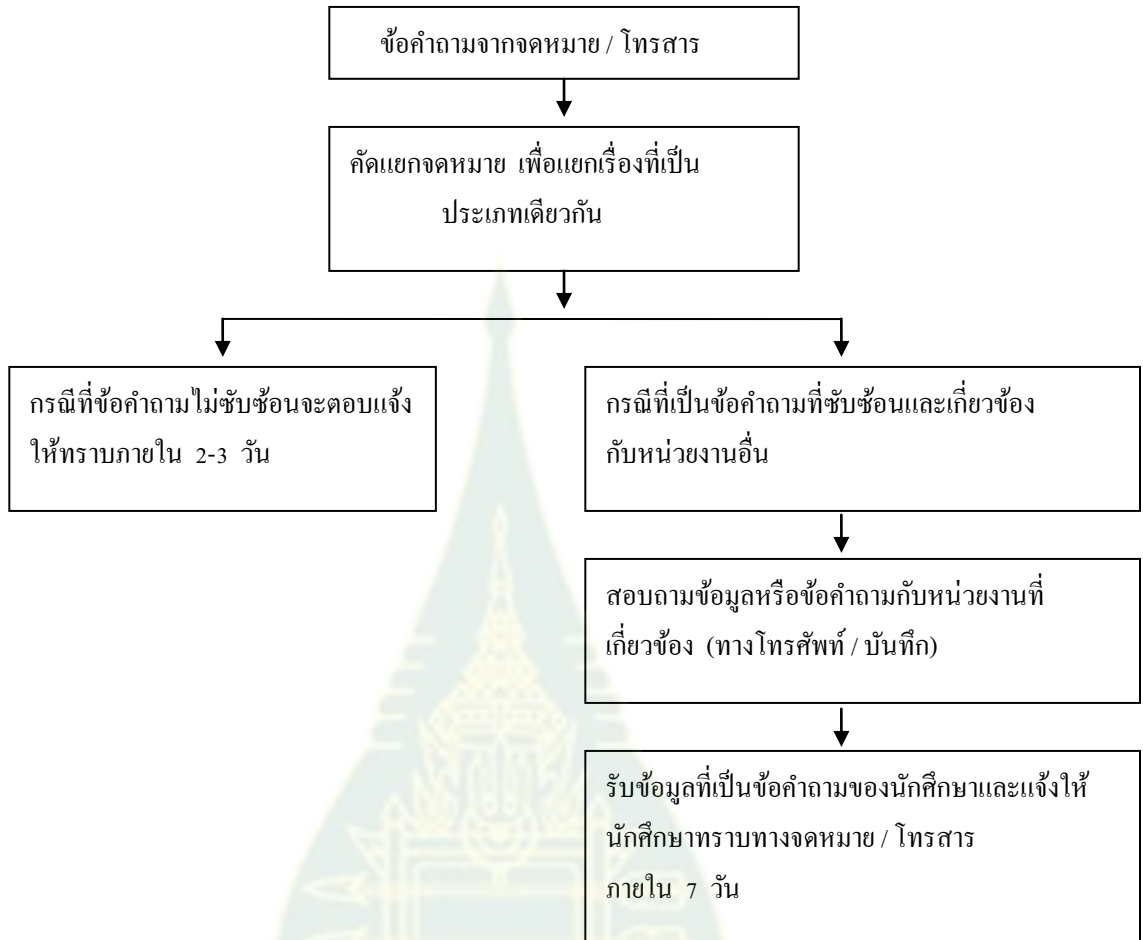 ข้อคำถามจากจดหมาย / โทรสาร
คัดแยกจดหมาย เพื่อแยกเรื่องที่เป็น
ประเภทเดียวกัน
กรณีที่ข้อคำถามไม่ซับซ้อนจะตอบแจ้ง
ให้ทราบภายใน 2-3 วัน
กรณีที่เป็นข้อคำถามที่ซับซ้อนและเกี่ยวข้อง
กับหน่วยงานอื่น
สอบถามข้อมูลหรือข้อคำถามกับหน่วยงานที่
เกี่ยวข้อง (ทางโทรศัพท์ / บันทึก)
รับข้อมูลที่เป็นข้อคำถามของนักศึกษาและแจ้งให้
นักศึกษาทราบทางจดหมาย / โทรสาร
ภายใน 7 วัน